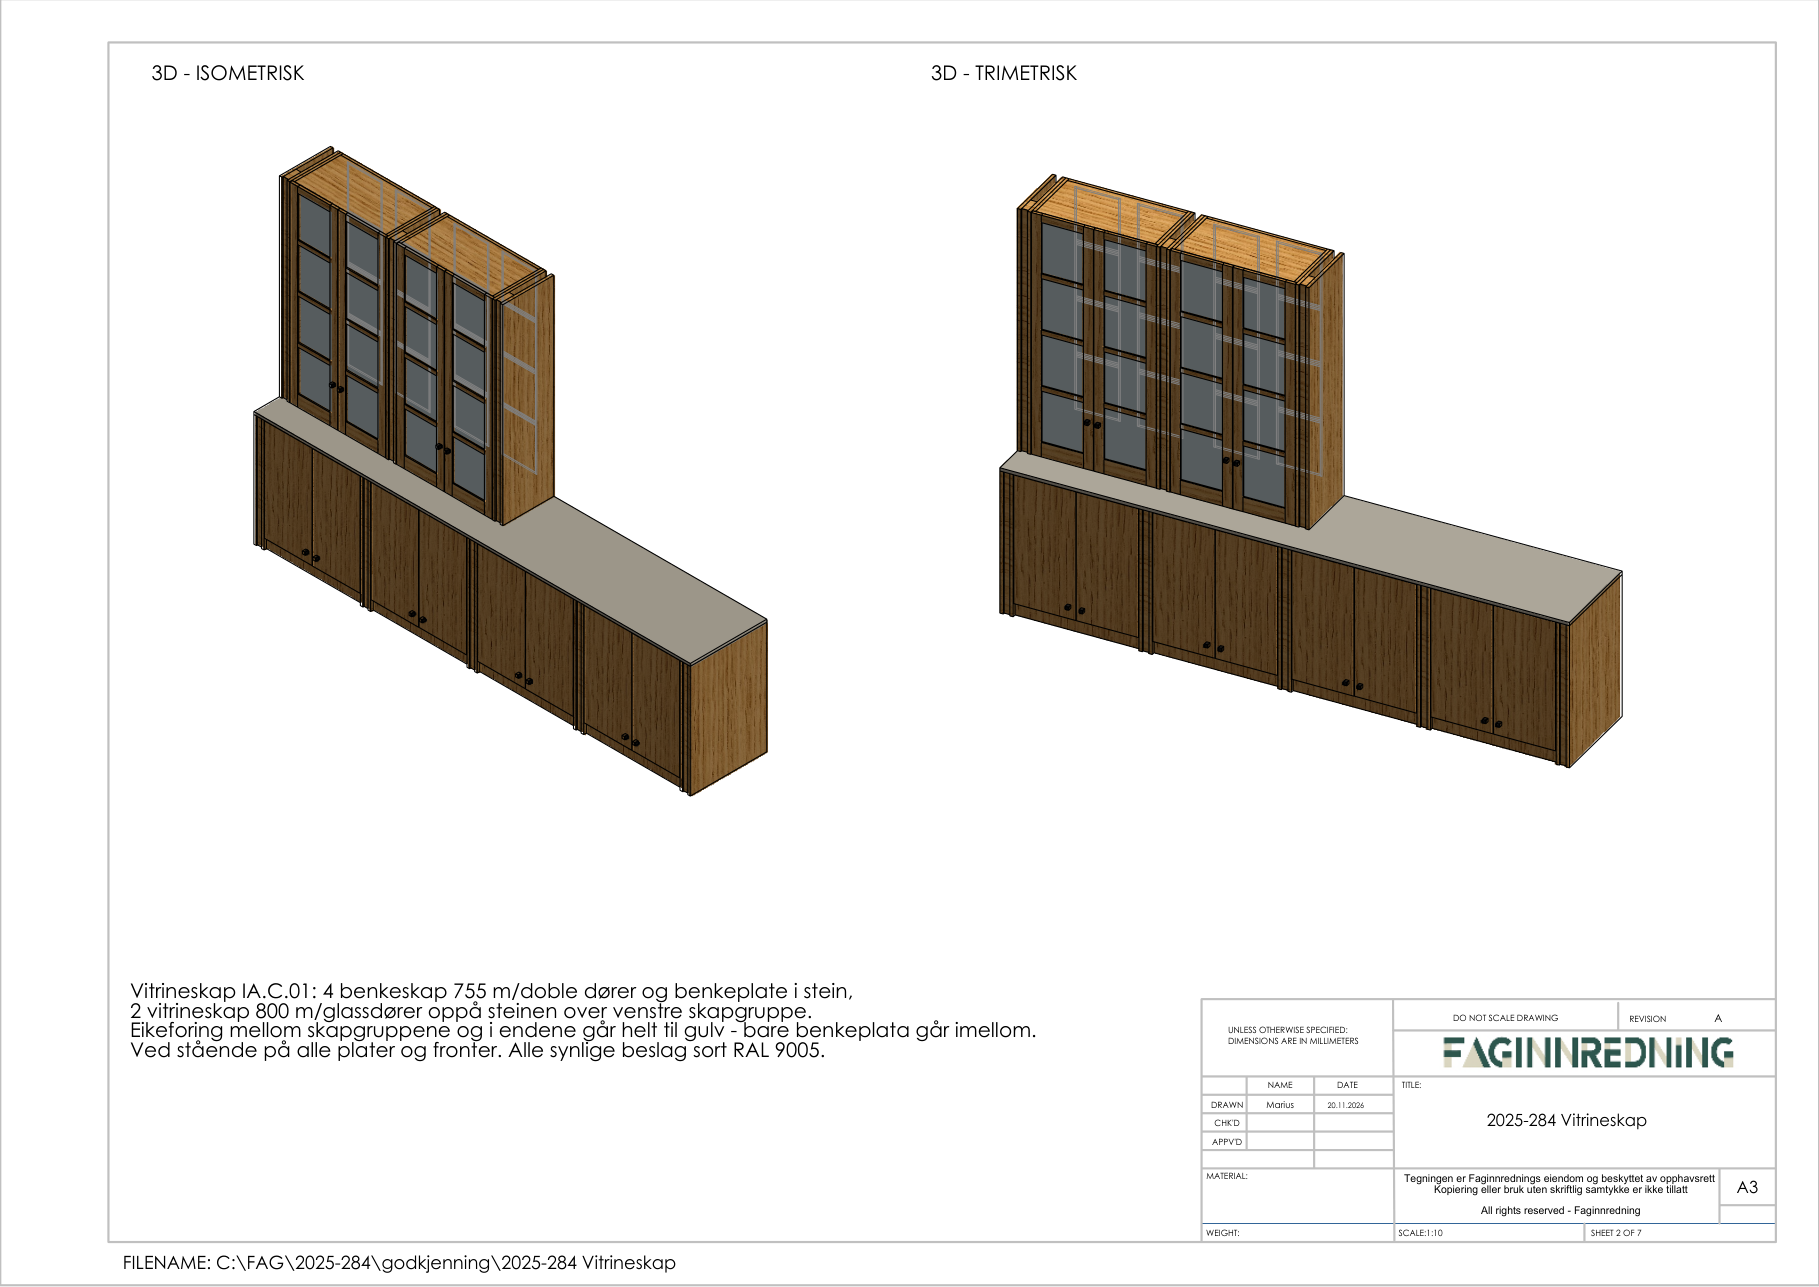 3D - ISOMETRISK
3D - TRIMETRISK
Vitrineskap IA.C.01: 4 benkeskap 755 m/doble dører og benkeplate i stein,
2 vitrineskap 800 m/glassdører oppå steinen over venstre skapgruppe.
Eikeforing mellom skapgruppene og i endene går helt til gulv - bare benkeplata går imellom.
Ved stående på alle plater og fronter. Alle synlige beslag sort RAL 9005.
UNLESS OTHERWISE SPECIFIED:
DIMENSIONS ARE IN MILLIMETERS
DO NOT SCALE DRAWING
REVISION A
FAGINNREDNING
NAME DATE
DRAWN Marius 20.11.2026
CHK'D
APPV'D
TITLE:
2025-284 Vitrineskap
MATERIAL:
Tegningen er Faginnrednings eiendom og beskyttet av opphavsrett
Kopiering eller bruk uten skriftlig samtykke er ikke tillatt
All rights reserved - Faginnredning
A3
WEIGHT:
SCALE:1:10
SHEET 2 OF 7
FILENAME: C:\FAG\2025-284\godkjenning\2025-284 Vitrineskap